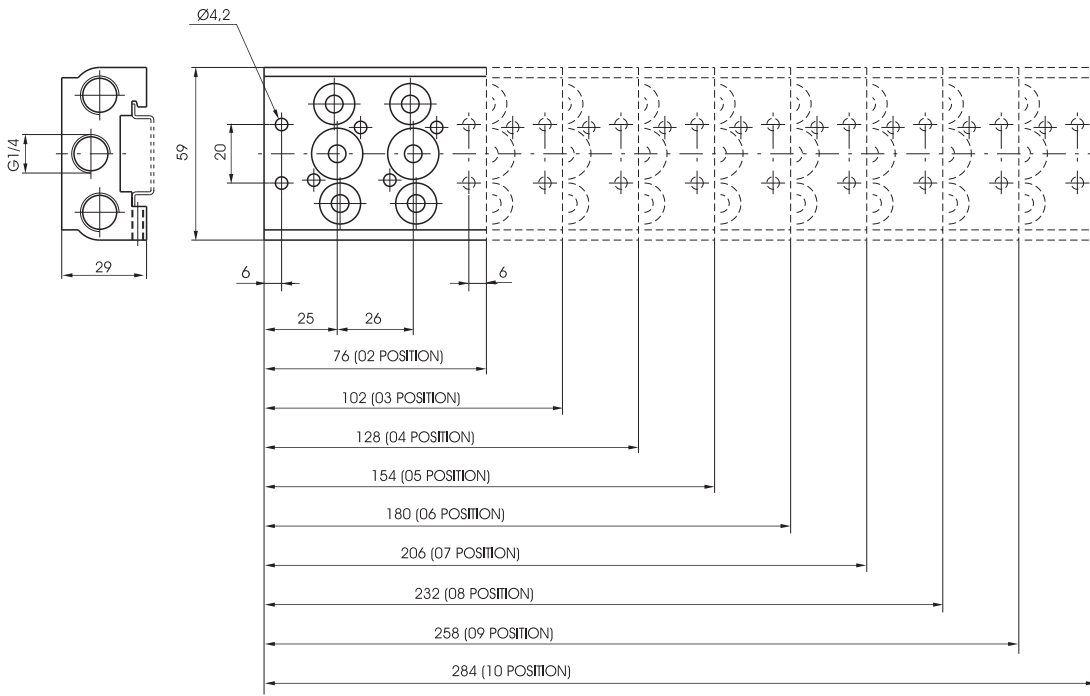 Ø4,2
G1/4
59
20
29
6
6
25
26
76 (02 POSITION)
102 (03 POSITION)
128 (04 POSITION)
154 (05 POSITION)
180 (06 POSITION)
206 (07 POSITION)
232 (08 POSITION)
258 (09 POSITION)
284 (10 POSITION)